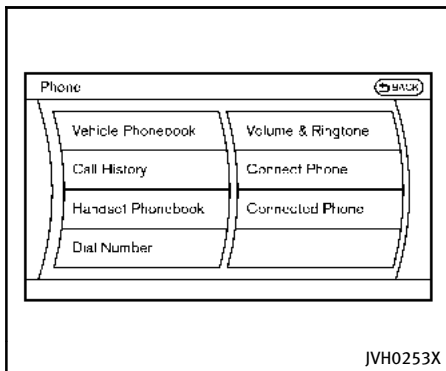 Phone
BACK
Vehicle Phonebook
Volume & Ringtone
Call History
Connect Phone
Handset Phonebook
Connected Phone
Dial Number
JVH0253X